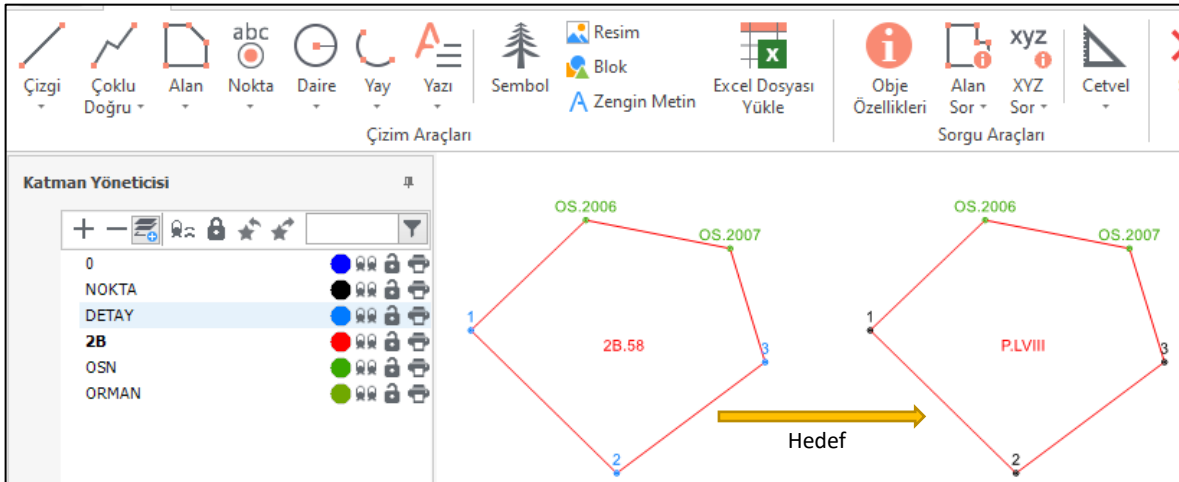 abc
xyz
Resim
Blok
Zengin Metin
Çizgi
Çoklu
Doğru
Alan
Nokta
Daire
Yay
Yazı
Sembol
Excel Dosyası
Yükle
Obje
Özellikleri
Alan
Sor
XYZ
Sor
Cetvel
Çizim Araçları
Sorgu Araçları
Katman Yöneticisi
0
NOKTA
DETAY
2B
OSN
ORMAN
OS.2006
OS.2007
1
2B.58
3
2
Hedef
OS.2006
OS.2007
1
P.LVIII
3
2